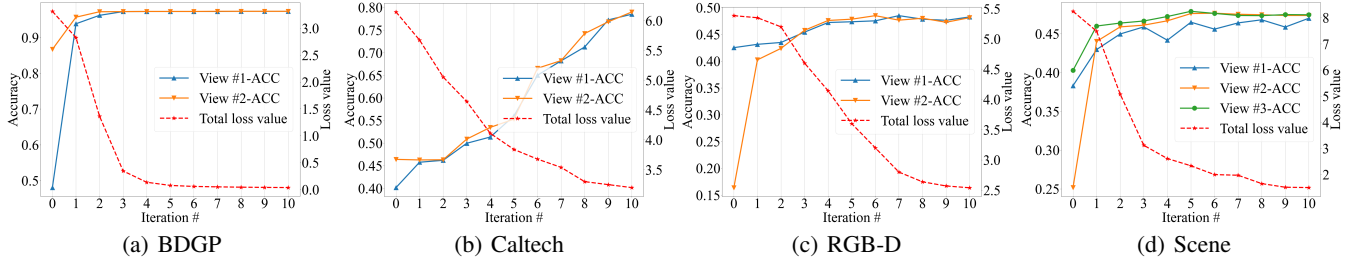 Accuracy
0.9
0.8
0.7
0.6
0.5
View #1-ACC
View #2-ACC
Total loss value
3.0
2.5
2.0
1.5
1.0
0.5
0.0
Loss value
0 1 2 3 4 5 6 7 8 9 10
Iteration #
(a) BDGP
Accuracy
0.80
0.75
0.70
0.65
0.60
0.55
0.50
0.45
0.40
View #1-ACC
View #2-ACC
Total loss value
6.0
5.5
5.0
4.5
4.0
3.5
Loss value
0 1 2 3 4 5 6 7 8 9 10
Iteration #
(b) Caltech
Accuracy
0.50
0.45
0.40
0.35
0.30
0.25
0.20
0.15
View #1-ACC
View #2-ACC
Total loss value
5.5
5.0
4.5
4.0
3.5
3.0
2.5
Loss value
0 1 2 3 4 5 6 7 8 9 10
Iteration #
(c) RGB-D
Accuracy
0.45
0.40
0.35
0.30
0.25
View #1-ACC
View #2-ACC
View #3-ACC
Total loss value
8
7
6
5
4
3
2
Loss value
0 1 2 3 4 5 6 7 8 9 10
Iteration #
(d) Scene